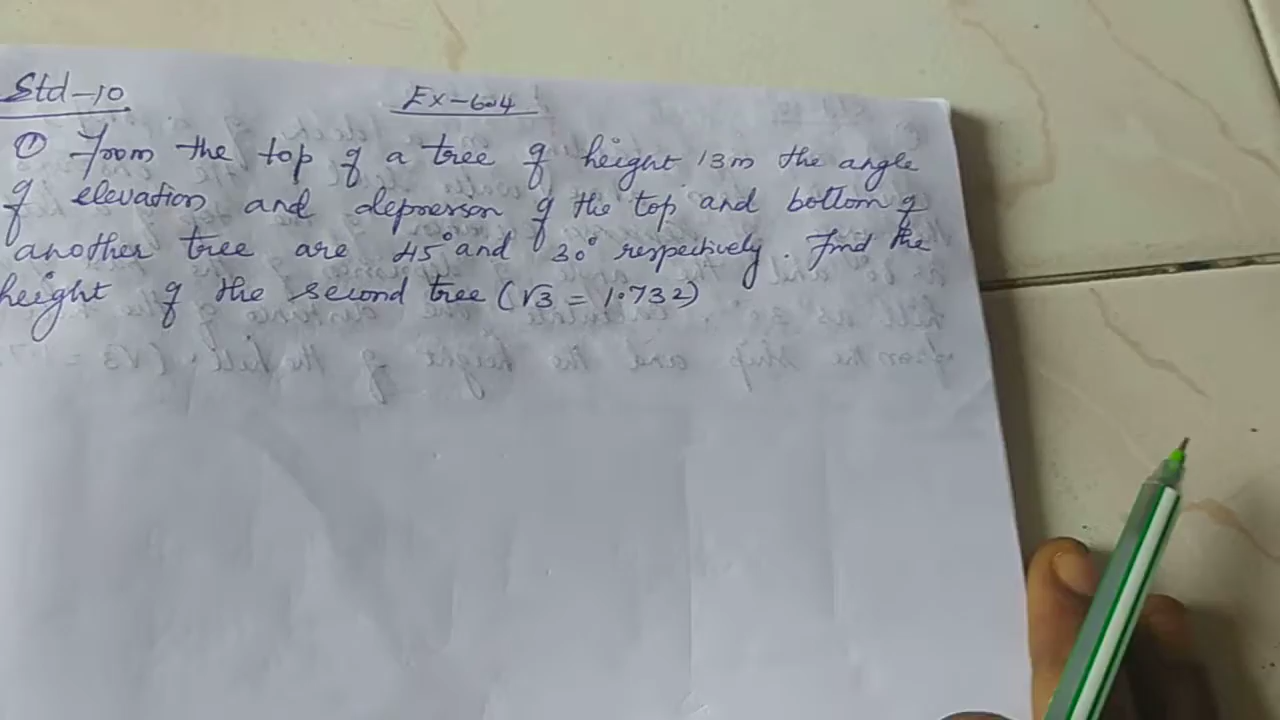 Std-10
Ex-6.4
① From the top of a tree of height 13m the angle
of elevation and depression of the top and bottom of
another tree are 45° and 30° respectively. Find the
height of the second tree (√3 = 1.732)